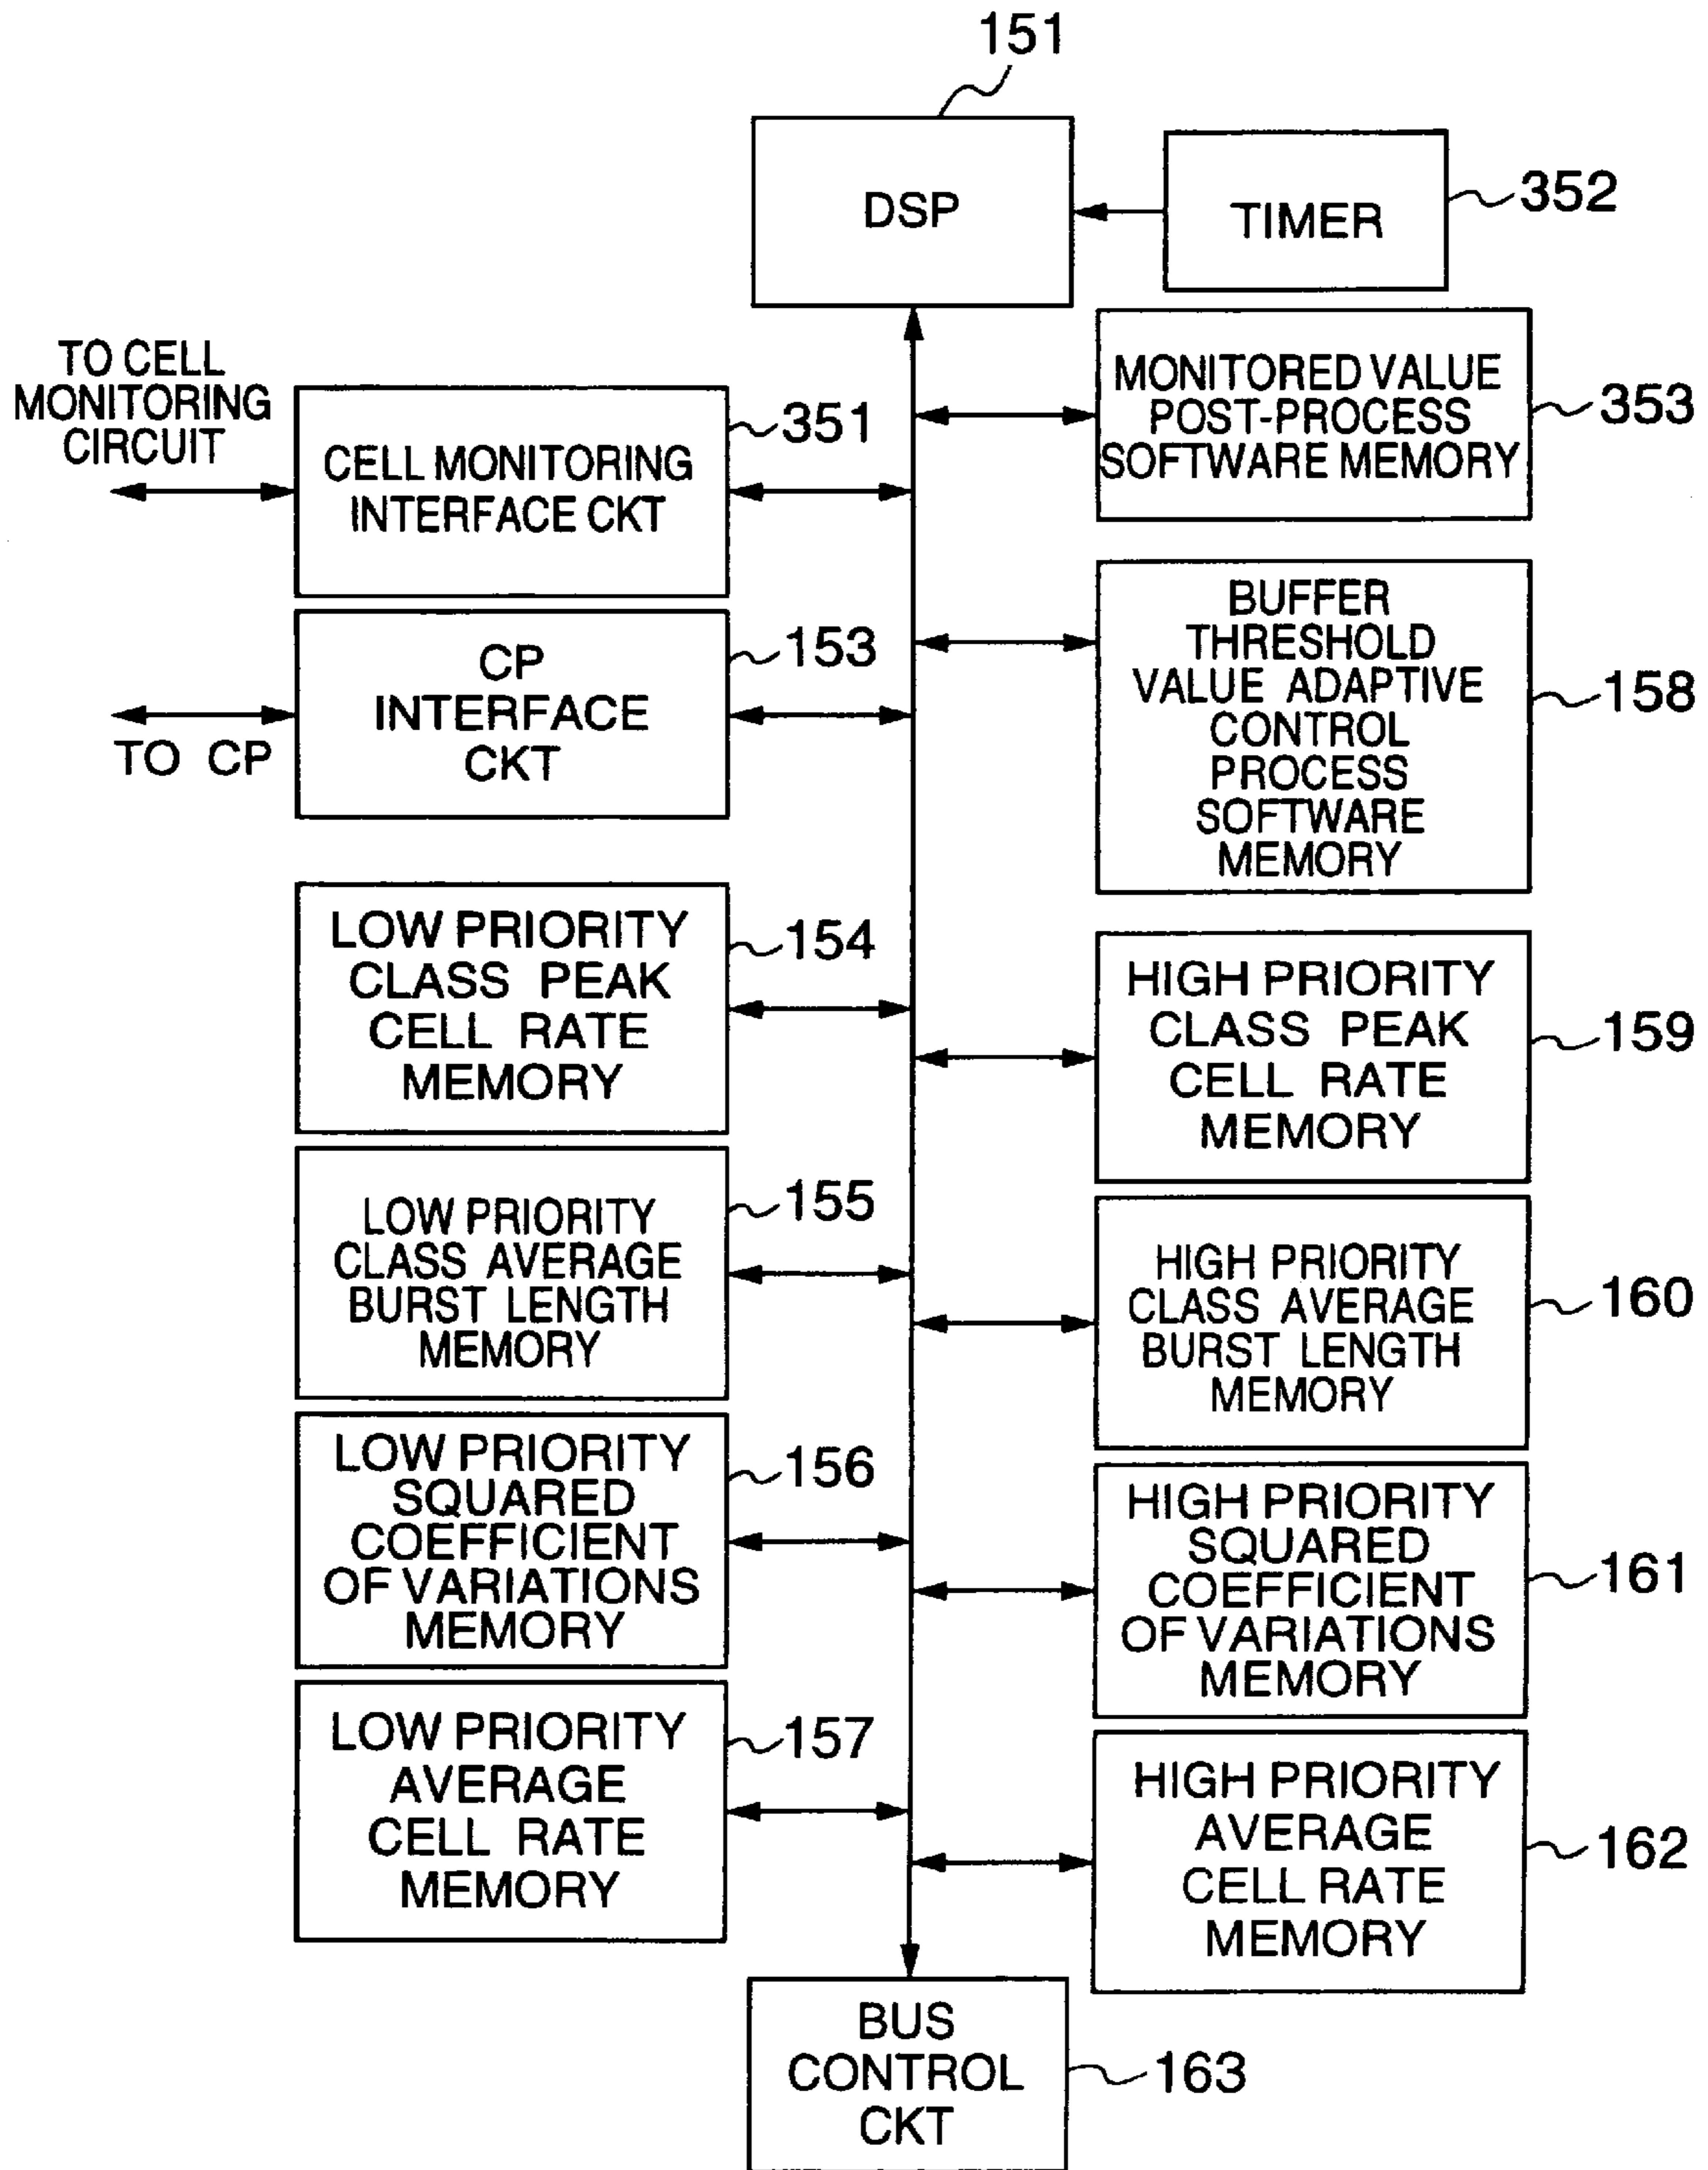 151
DSP
TIMER
352
TO CELL
MONITORING
CIRCUIT
CELL MONITORING
INTERFACE CKT
351
MONITORED VALUE
POST-PROCESS
SOFTWARE MEMORY
353
CP
INTERFACE
CKT
153
TO CP
BUFFER
THRESHOLD
VALUE ADAPTIVE
CONTROL
PROCESS
SOFTWARE
MEMORY
158
LOW PRIORITY
CLASS PEAK
CELL RATE
MEMORY
154
HIGH PRIORITY
CLASS PEAK
CELL RATE
MEMORY
159
LOW PRIORITY
CLASS AVERAGE
BURST LENGTH
MEMORY
155
HIGH PRIORITY
CLASS AVERAGE
BURST LENGTH
MEMORY
160
LOW PRIORITY
SQUARED
COEFFICIENT
OF VARIATIONS
MEMORY
156
HIGH PRIORITY
SQUARED
COEFFICIENT
OF VARIATIONS
MEMORY
161
LOW PRIORITY
AVERAGE
CELL RATE
MEMORY
157
HIGH PRIORITY
AVERAGE
CELL RATE
MEMORY
162
BUS
CONTROL
CKT
163